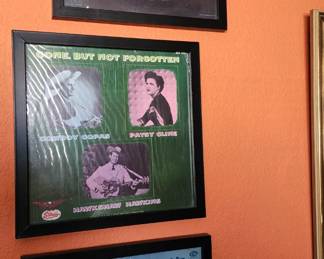 GONE, BUT NOT FORGOTTEN
COWBOY COPAS
PATSY CLINE
HAWKSHAW HAWKINS